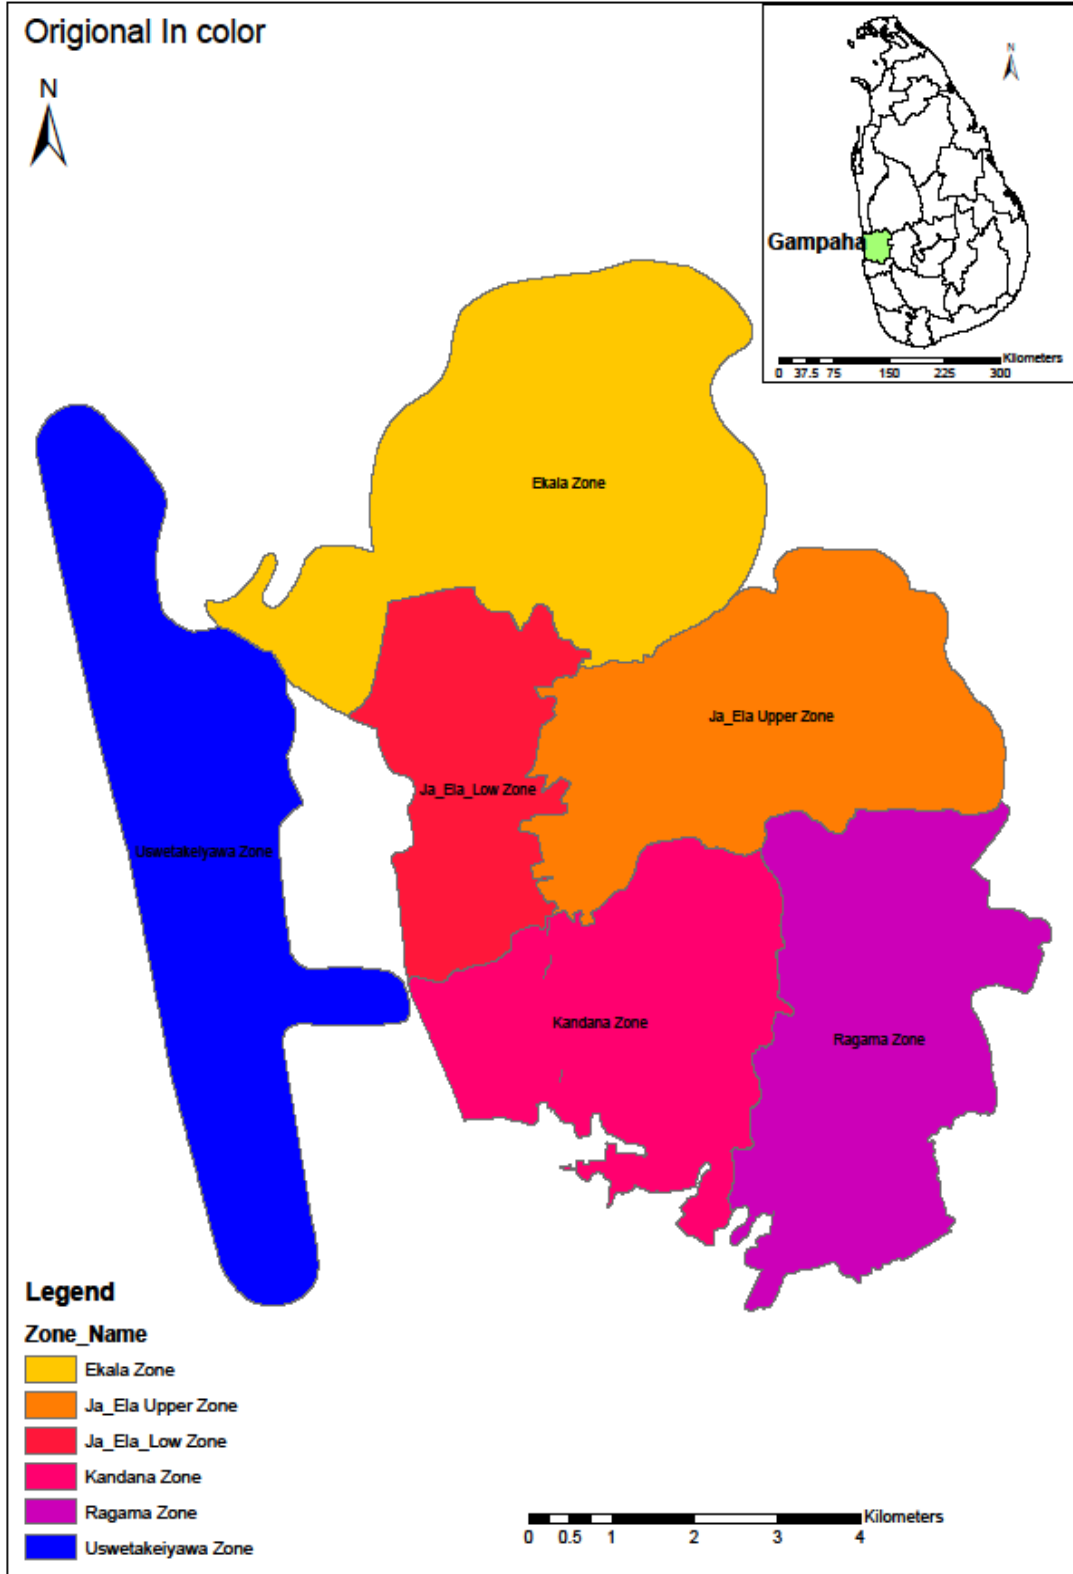 Origional In color
N
N
Gampaha
Kilometers
0 37.5 75 150 225 300
Ekala Zone
Ja_Ela Upper Zone
Ja_Ela_Low Zone
Uswetakeiyawa Zone
Kandana Zone
Ragama Zone
Legend
Zone_Name
Ekala Zone
Ja_Ela Upper Zone
Ja_Ela_Low Zone
Kandana Zone
Ragama Zone
Uswetakeiyawa Zone
Kilometers
0 0.5 1 2 3 4